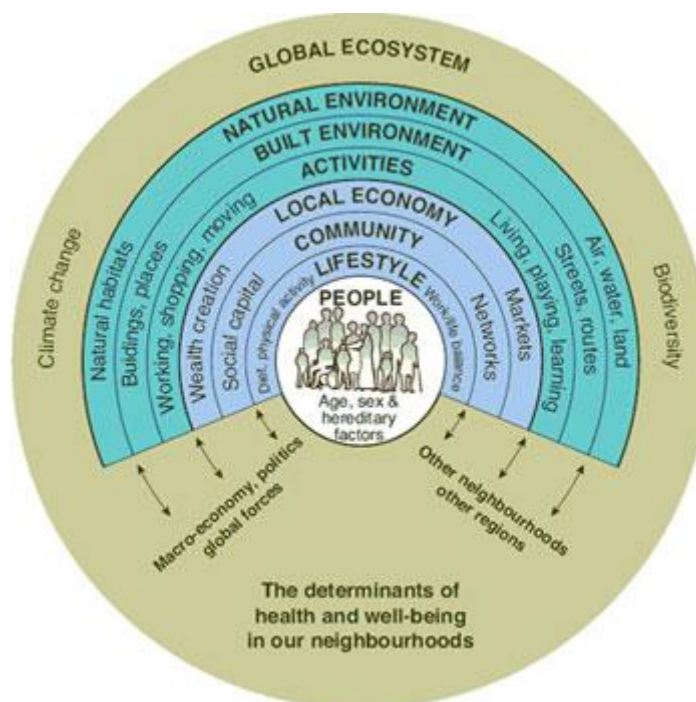 GLOBAL ECOSYSTEM
NATURAL ENVIRONMENT
BUILT ENVIRONMENT
ACTIVITIES
LOCAL ECONOMY
COMMUNITY
LIFESTYLE
PEOPLE
Age, sex &
hereditary
factors
Climate change
Natural habitats
Buidings, places
Working, shopping, moving
Wealth creation
Social capital
Diet, physical activity
Work/life balance
Networks
Markets
Living, playing, learning
Streets, routes
Air, water, land
Biodiversity
Macro-economy, politics
global forces
Other neighbourhoods
other regions
The determinants of
health and well-being
in our neighbourhoods